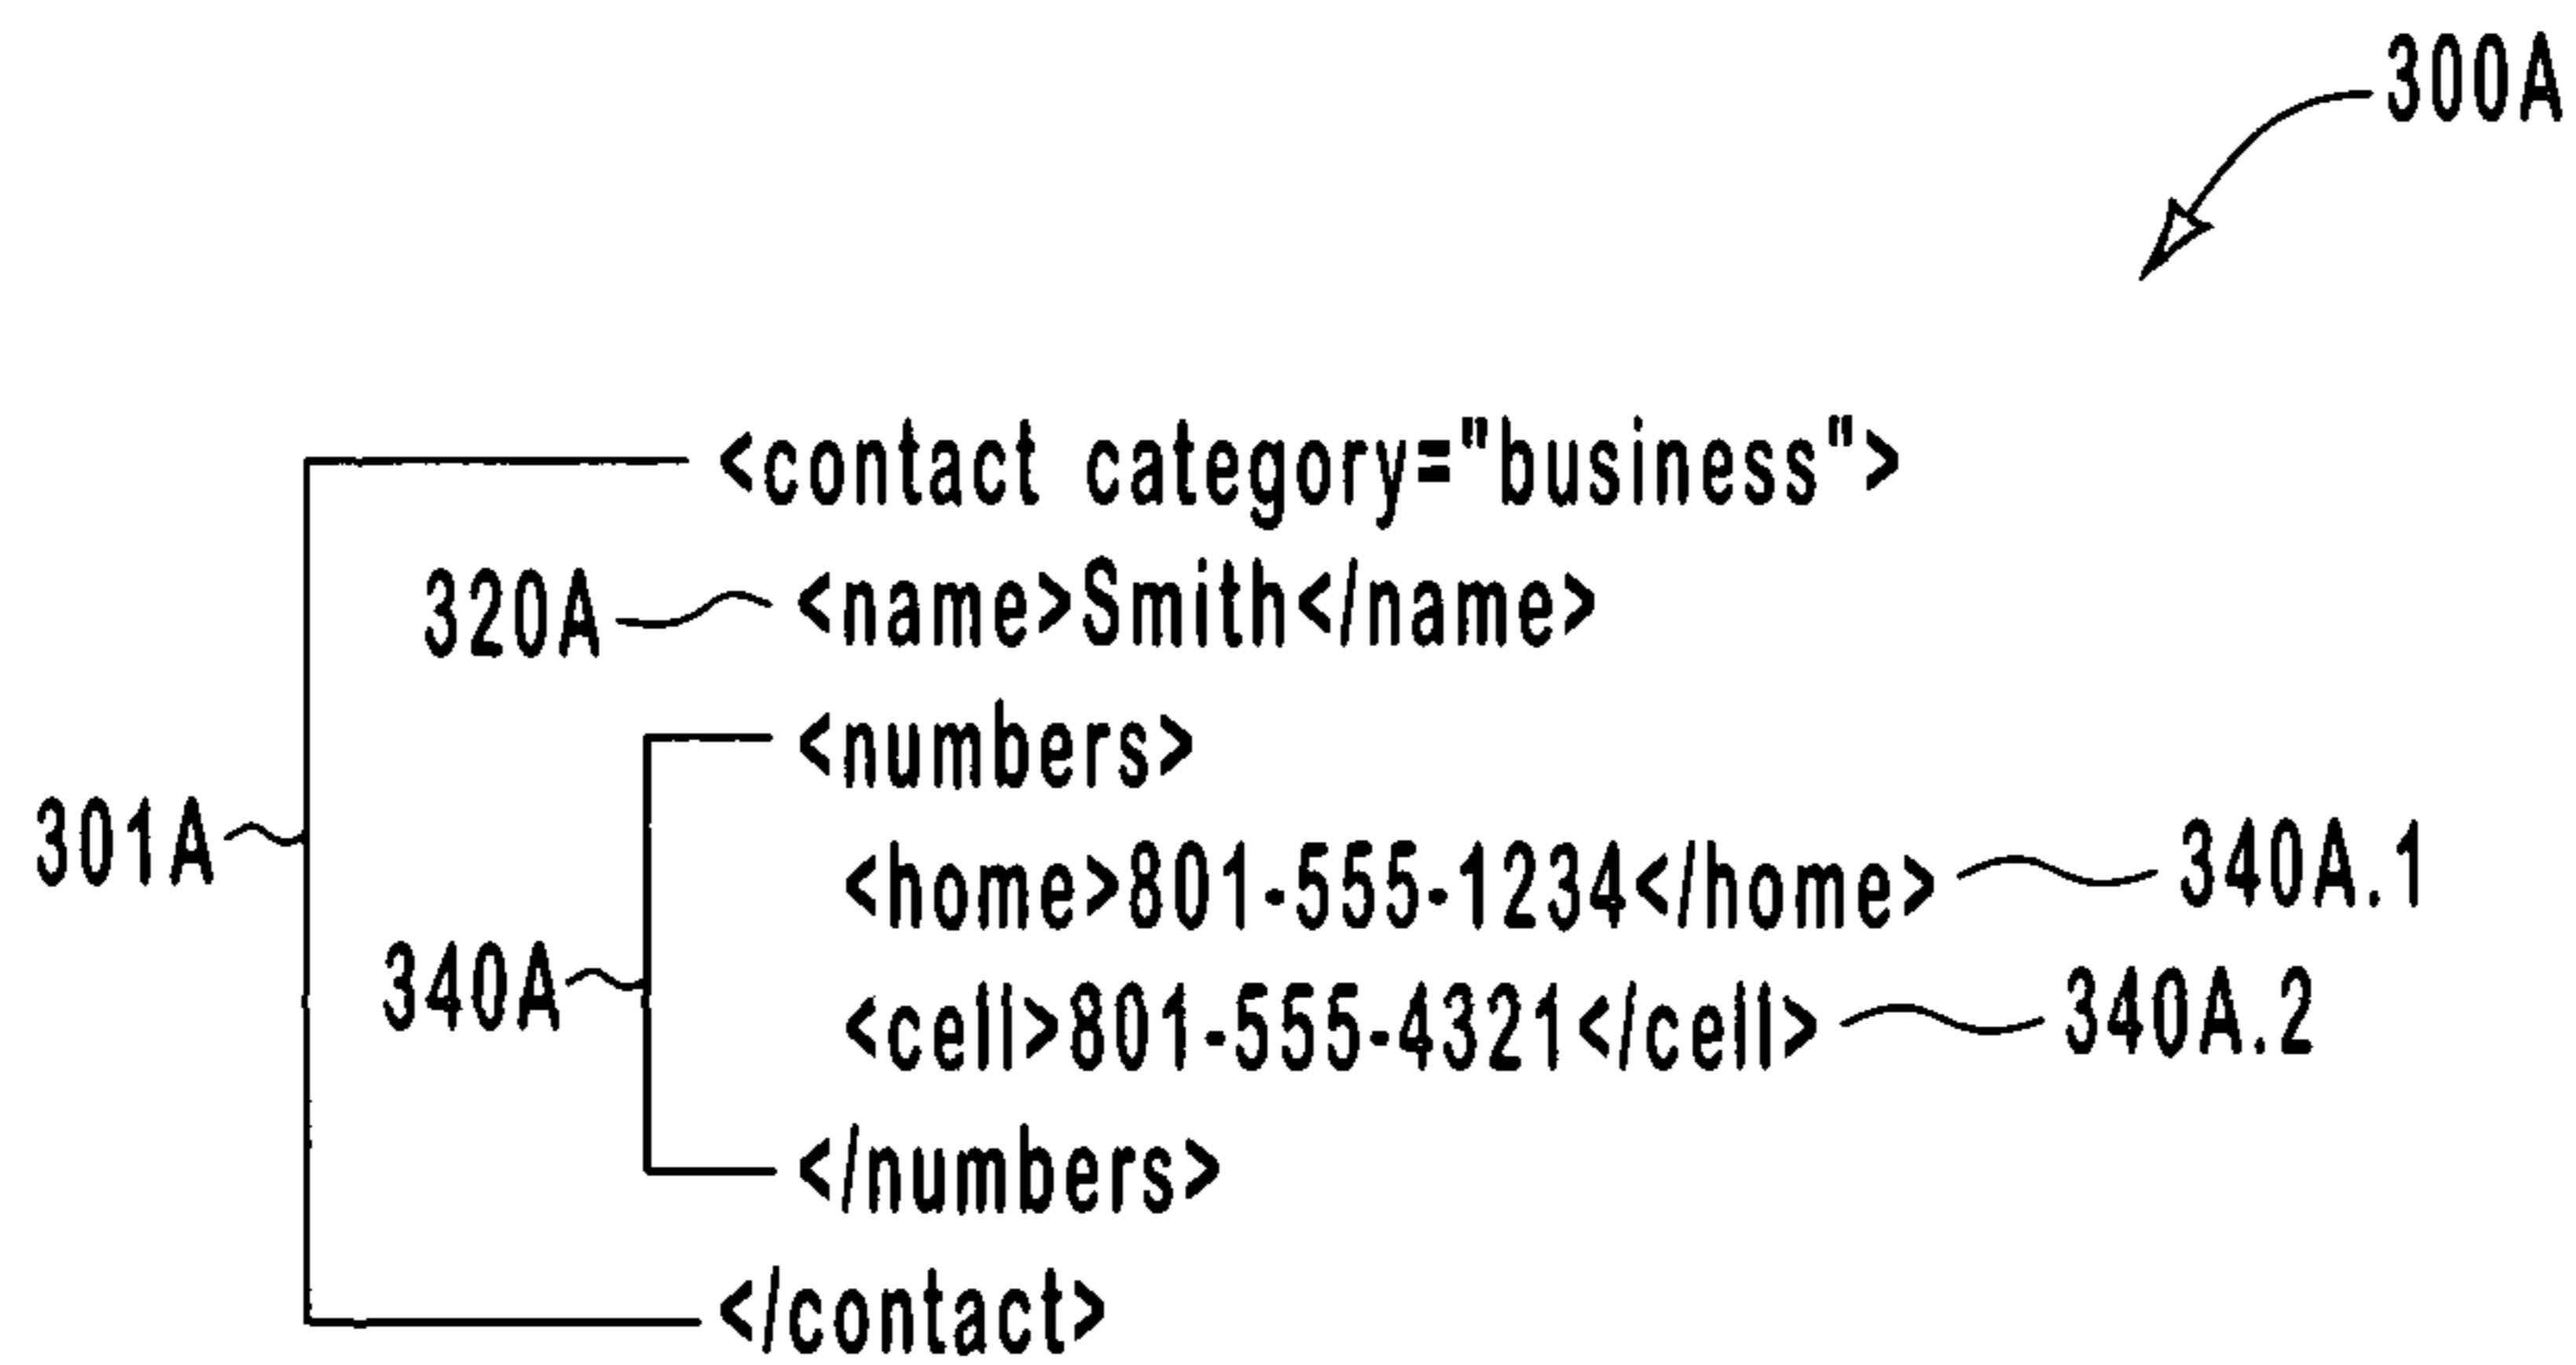 300A
<contact category="business">
320A <name>Smith</name>
<numbers>
301A <home>801-555-1234</home> 340A.1
340A <cell>801-555-4321</cell> 340A.2
</numbers>
</contact>